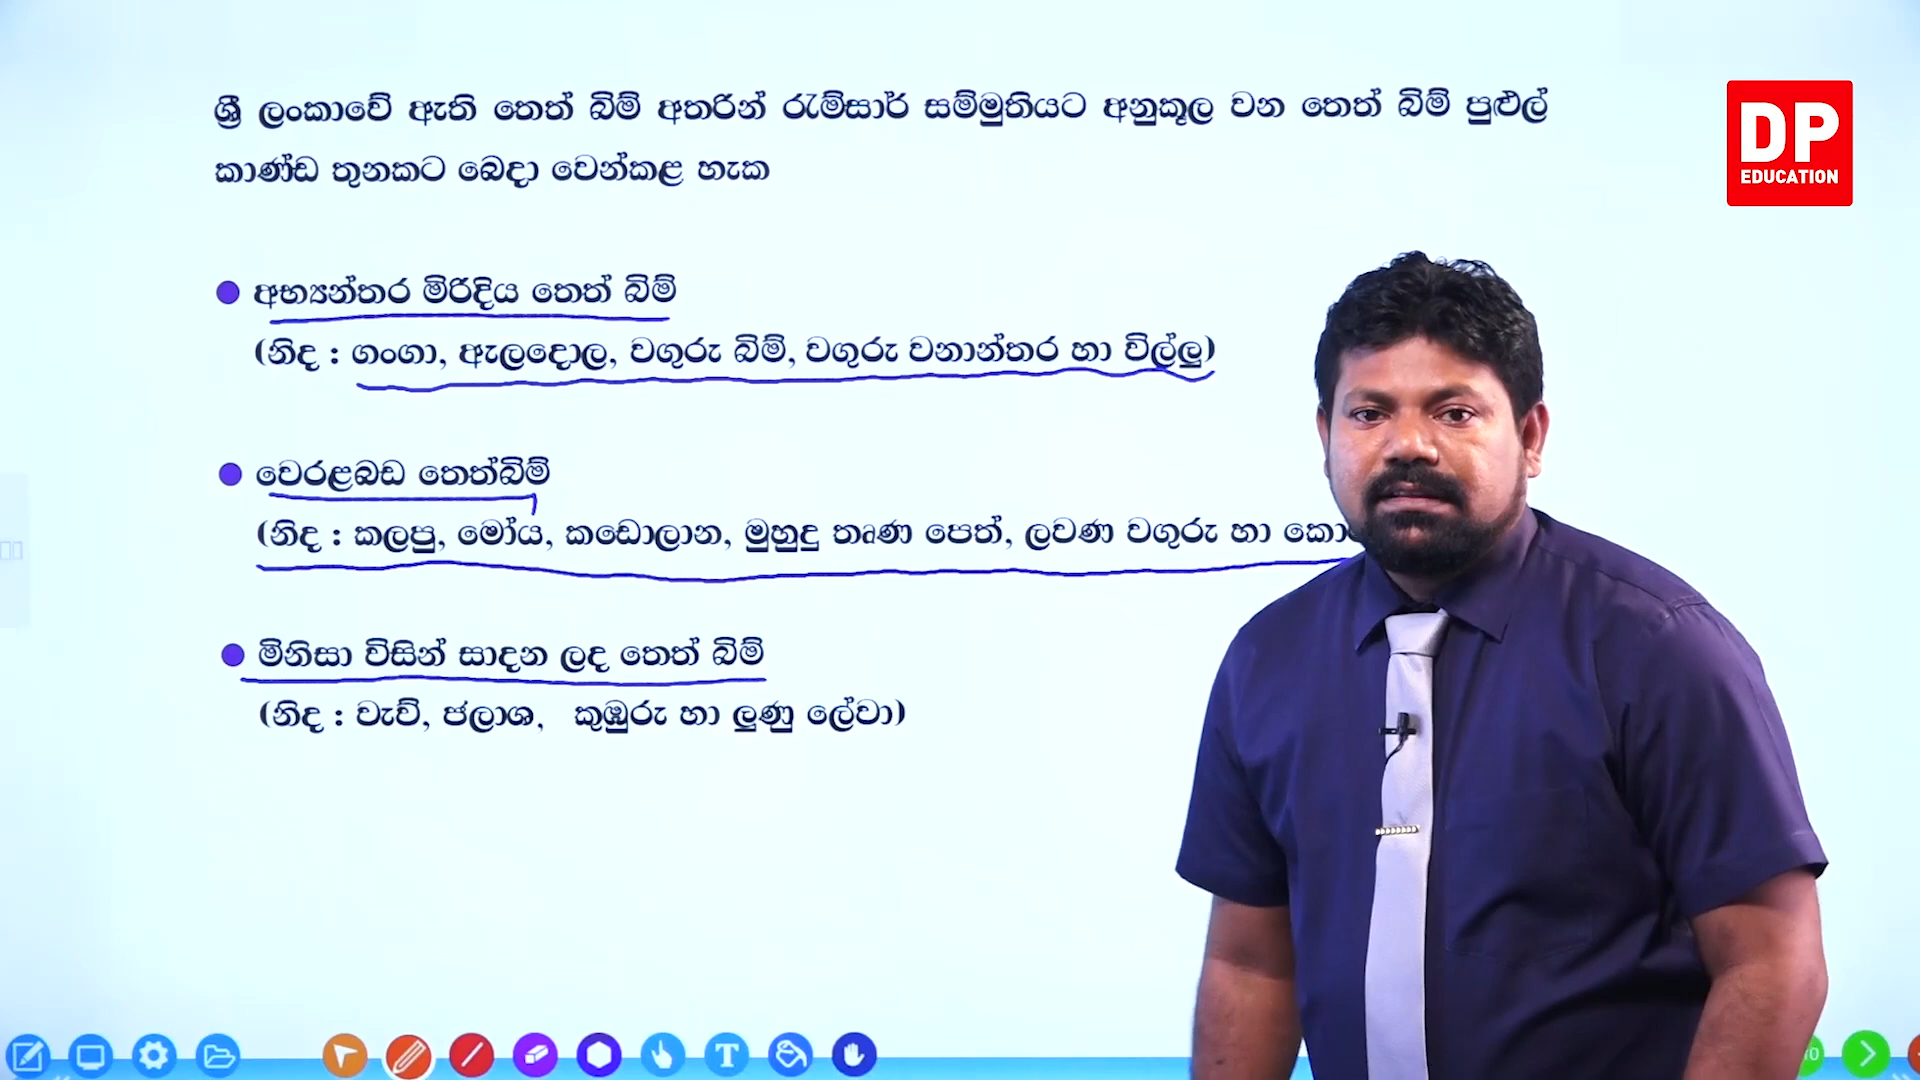 ශ්‍රී ලංකාවේ ඇති තෙත් බිම් අතරින් රැම්සාර් සම්මුතියට අනුකූල වන තෙත් බිම් පුළුල්
කාණ්ඩ තුනකට බෙදා වෙන්කළ හැක
DP
EDUCATION
අභ්‍යන්තර මිරිදිය තෙත් බිම්
(නිද : ගංගා, ඇලදොල, වගුරු බිම්, වගුරු වනාන්තර හා විල්ලු)
වෙරළබඩ තෙත්බිම්
(නිද : කලපු, මෝය, කඩොලාන, මුහුදු තෘණ පෙත්, ලවණ වගුරු හා
මිනිසා විසින් සාදන ලද තෙත් බිම්
(නිද : වැව්, ජලාශ, කුඹුරු හා ලුණු ලේවා)
T